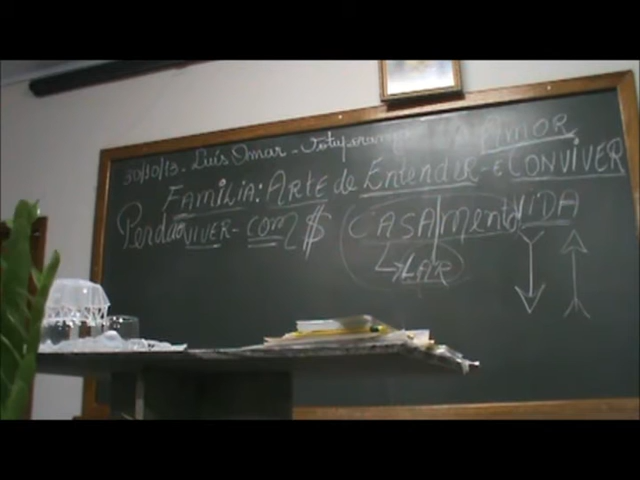 30/10/13. Luís Omar - AMOR
FAMÍLIA: ARTE de Entender - e CONVIVER
Perdão VIVER - COM $ CASAMento VIDA
↳ LAR